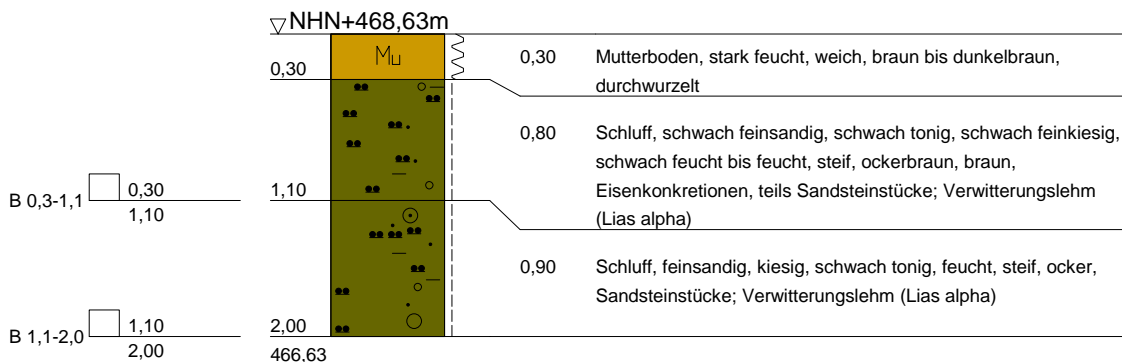 ▽ NHN+468,63m
Mu
0,30
0,30 Mutterboden, stark feucht, weich, braun bis dunkelbraun,
durchwurzelt
0,80 Schluff, schwach feinsandig, schwach tonig, schwach feinkiesig,
schwach feucht bis feucht, steif, ockerbraun, braun,
Eisenkonkretionen, teils Sandsteinstücke; Verwitterungslehm
(Lias alpha)
B 0,3-1,1 0,30
1,10
1,10
0,90 Schluff, feinsandig, kiesig, schwach tonig, feucht, steif, ocker,
Sandsteinstücke; Verwitterungslehm (Lias alpha)
B 1,1-2,0 1,10
2,00
2,00
466.63